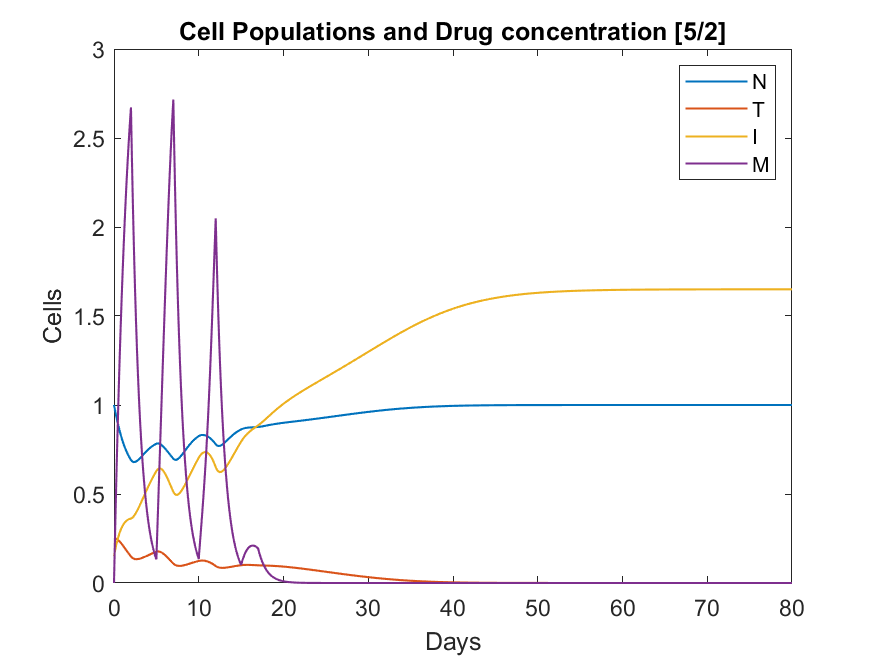 Cell Populations and Drug concentration [5/2]
3
2.5
2
1.5
1
0.5
0
Cells
N
T
I
M
0 10 20 30 40 50 60 70 80
Days